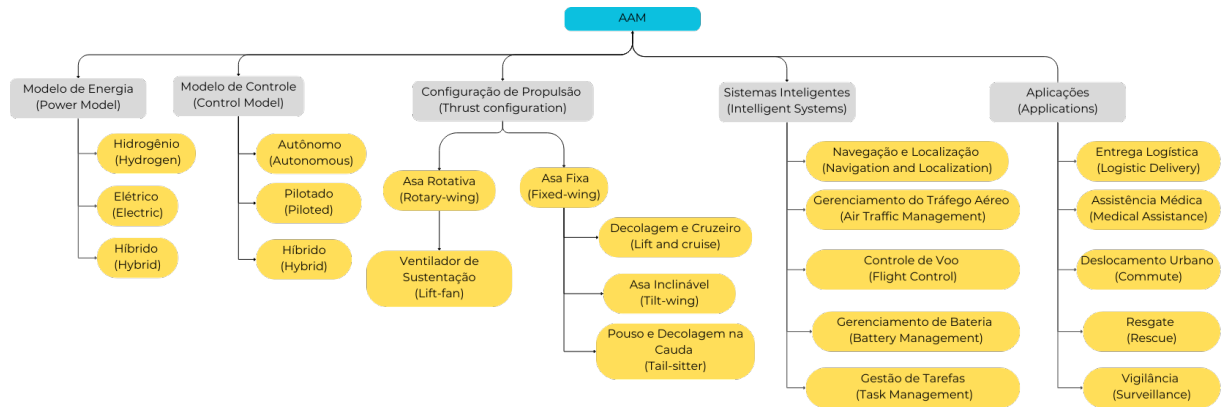 AAM
Modelo de Energia
(Power Model)
Hidrogênio
(Hydrogen)
Elétrico
(Electric)
Híbrido
(Hybrid)
Modelo de Controle
(Control Model)
Autônomo
(Autonomous)
Pilotado
(Piloted)
Híbrido
(Hybrid)
Configuração de Propulsão
(Thrust configuration)
Asa Rotativa
(Rotary-wing)
Ventilador de
Sustentação
(Lift-fan)
Asa Fixa
(Fixed-wing)
Decolagem e Cruzeiro
(Lift and cruise)
Asa Inclinável
(Tilt-wing)
Pouso e Decolagem na
Cauda
(Tail-sitter)
Sistemas Inteligentes
(Intelligent Systems)
Navegação e Localização
(Navigation and Localization)
Gerenciamento do Tráfego Aéreo
(Air Traffic Management)
Controle de Voo
(Flight Control)
Gerenciamento de Bateria
(Battery Management)
Gestão de Tarefas
(Task Management)
Aplicações
(Applications)
Entrega Logística
(Logistic Delivery)
Assistência Médica
(Medical Assistance)
Deslocamento Urbano
(Commute)
Resgate
(Rescue)
Vigilância
(Surveillance)